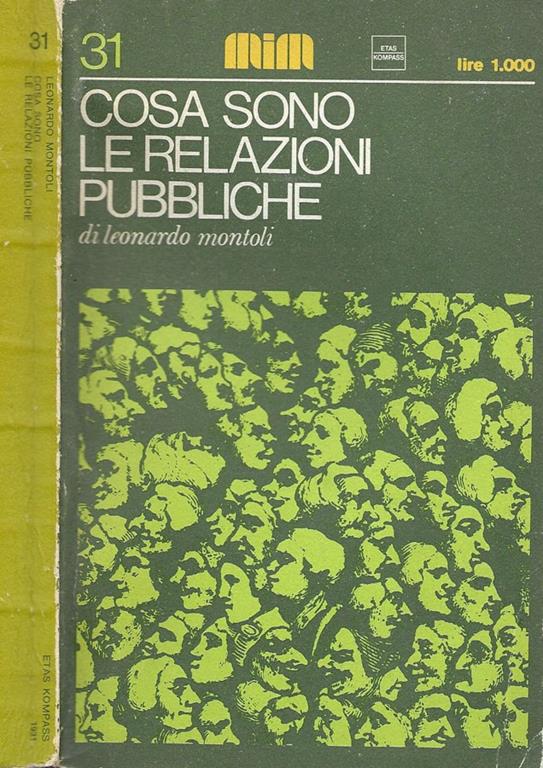 31
LEONARDO MONTOLI
COSA SONO
LE RELAZIONI PUBBLICHE
ETAS KOMPASS
1931
31
mim
ETAS
KOMPASS
lire 1.000
COSA SONO
LE RELAZIONI
PUBBLICHE
di leonardo montoli